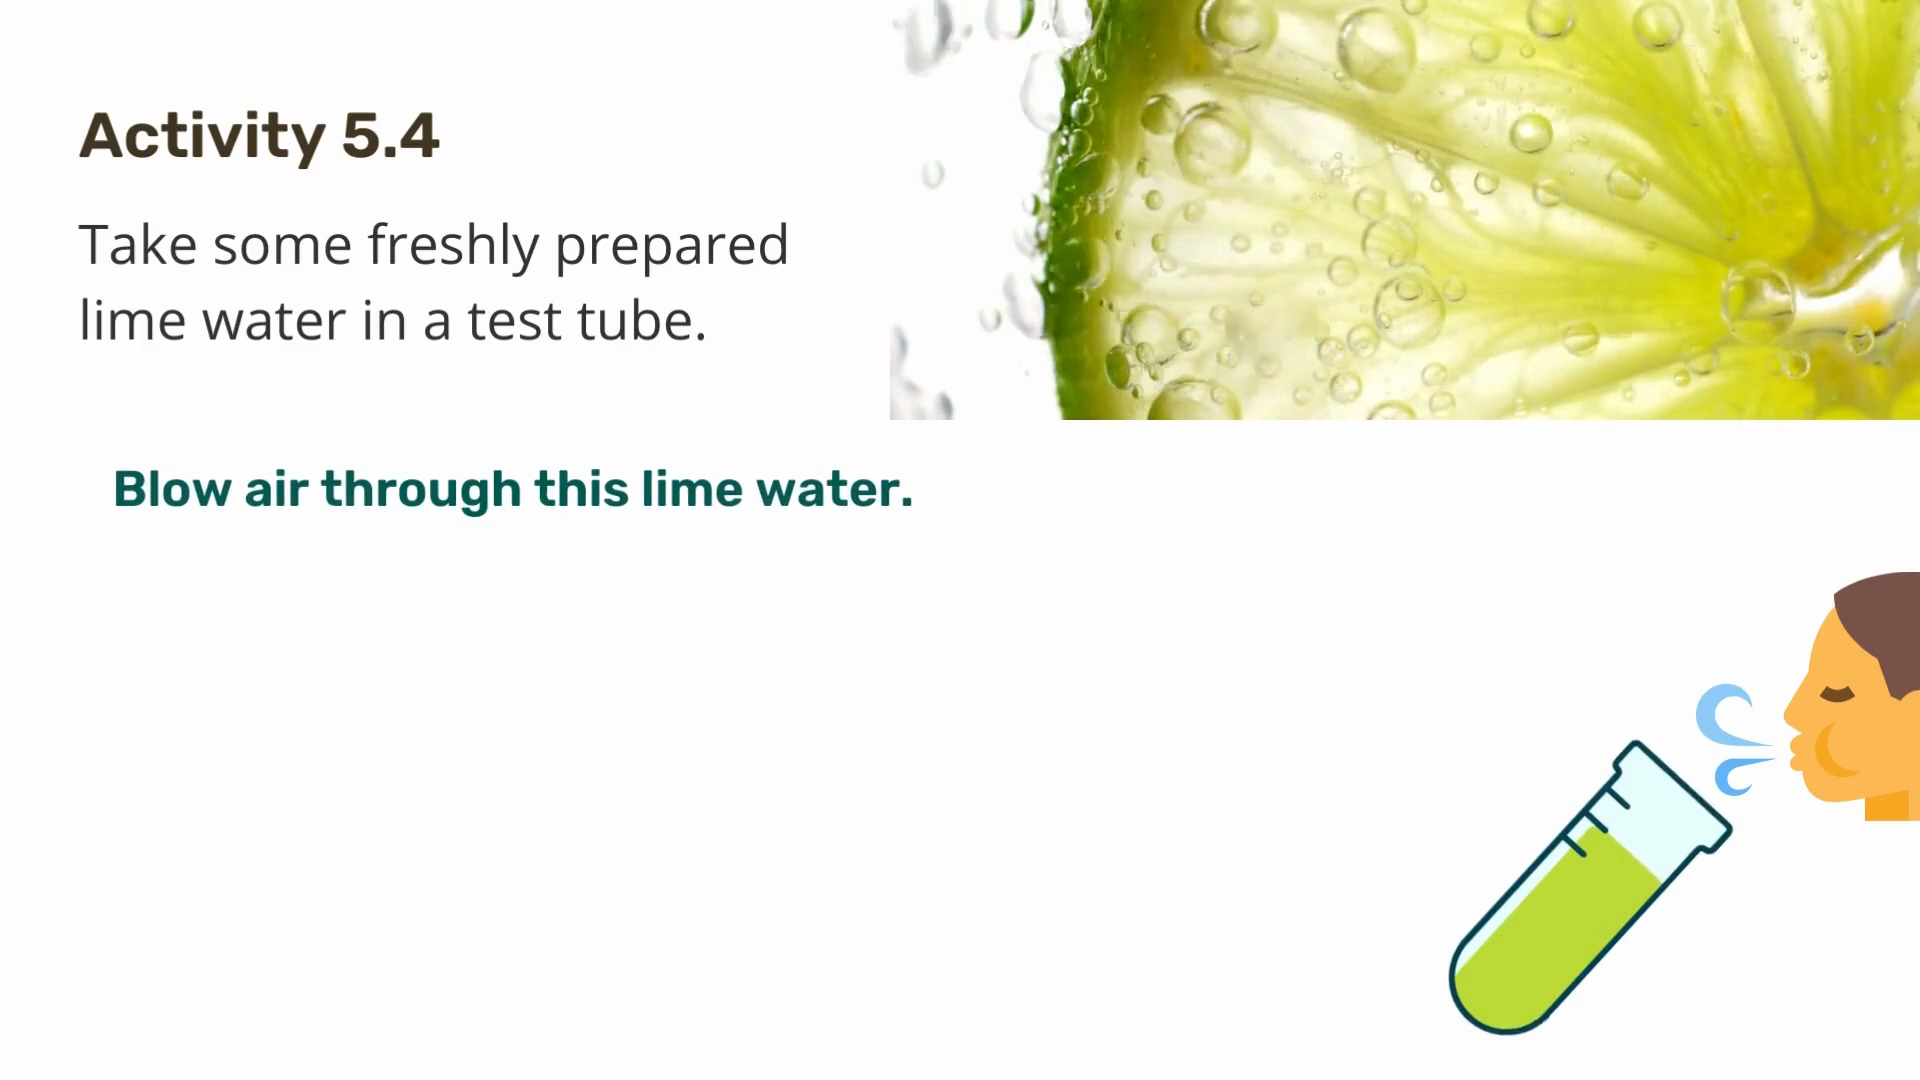 Activity 5.4
Take some freshly prepared
lime water in a test tube.
Blow air through this lime water.